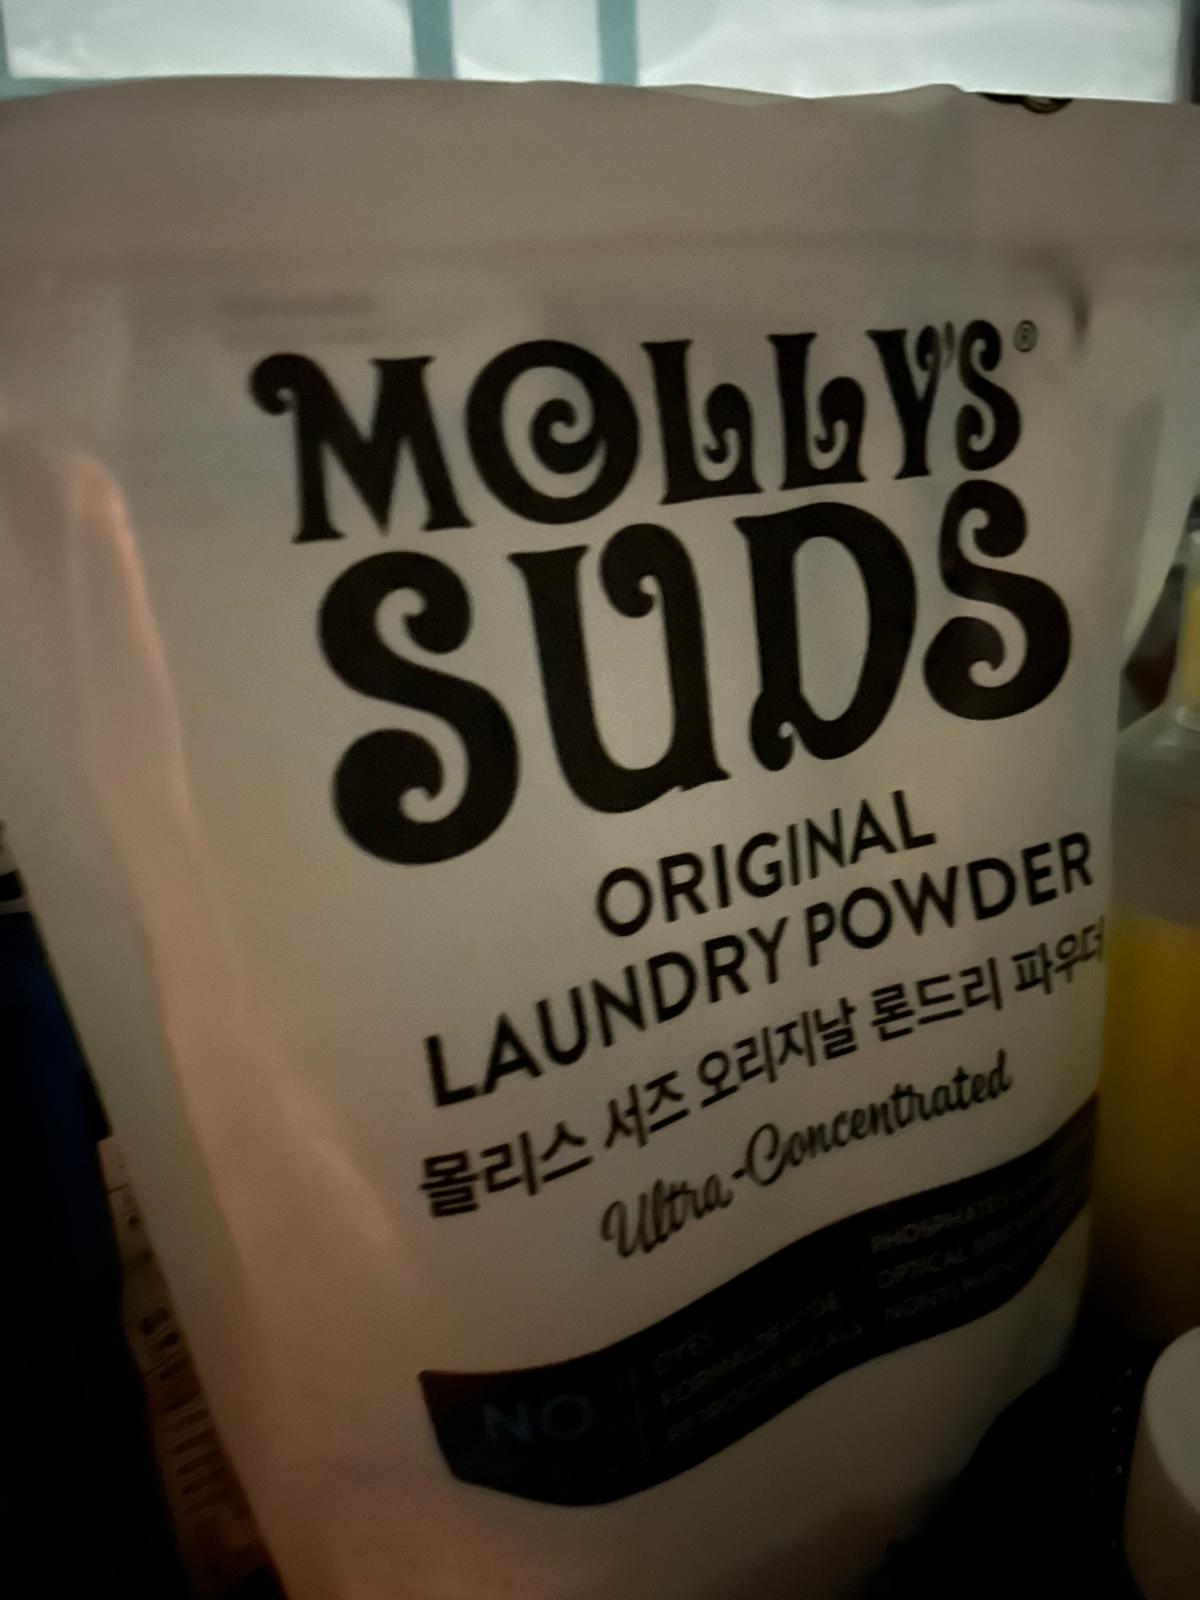 MOLLY'S®
SUDS
ORIGINAL
LAUNDRY POWDER
몰리스 서즈 오리지날 론드리 파우더
Ultra-Concentrated
NO
DYES
FORMALDEHYDE
PETROCHEMICALS
PHOSPHATES
OPTICAL